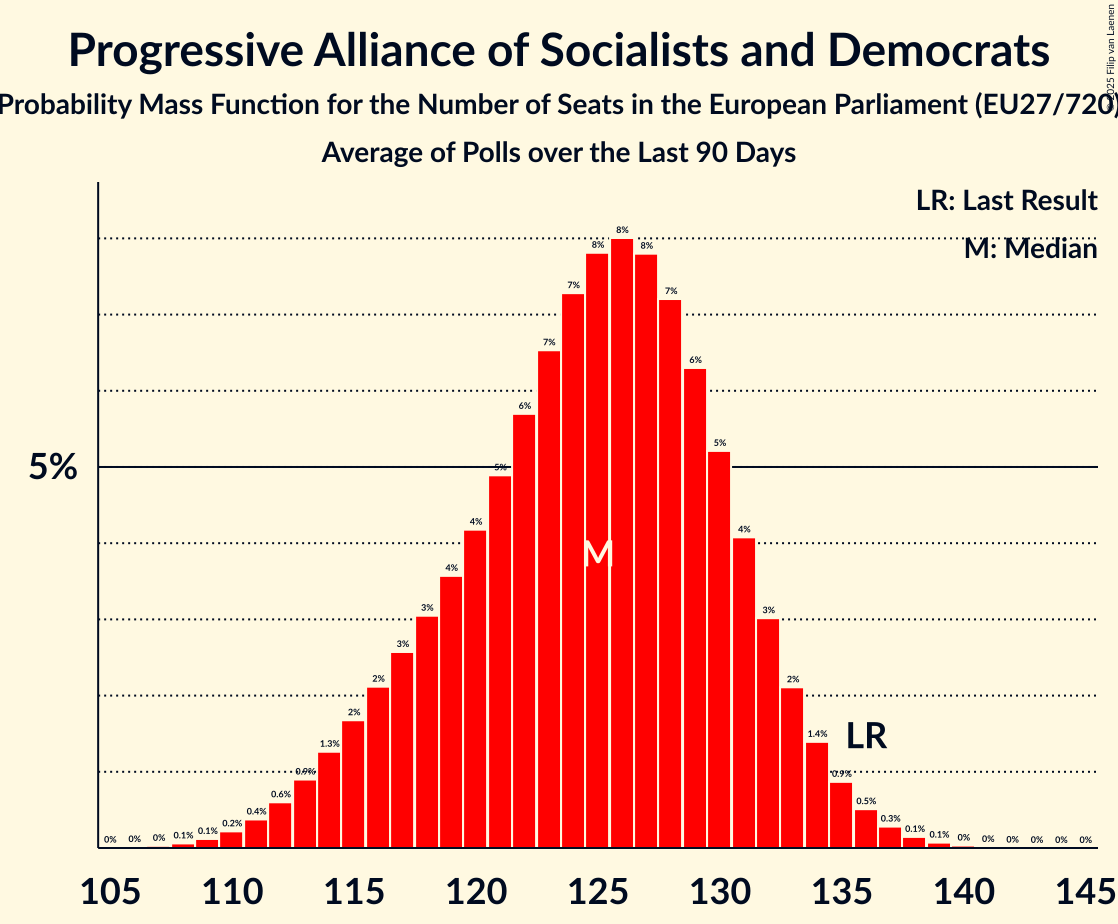 Progressive Alliance of Socialists and Democrats
Probability Mass Function for the Number of Seats in the European Parliament (EU27/720)
Average of Polls over the Last 90 Days
© 2025 Filip van Laenen
LR: Last Result
M: Median
5%
0% 0% 0% 0.1% 0.1% 0.2% 0.4% 0.6% 0.9% 1.3% 2% 2% 3% 3% 4% 4% 5% 6% 7% 7% 8% 8% 8% 7% 6% 5% 4% 3% 2% 1.4% 0.9% 0.5% 0.3% 0.1% 0.1% 0% 0% 0% 0% 0% 0%
M
LR
105 110 115 120 125 130 135 140 145